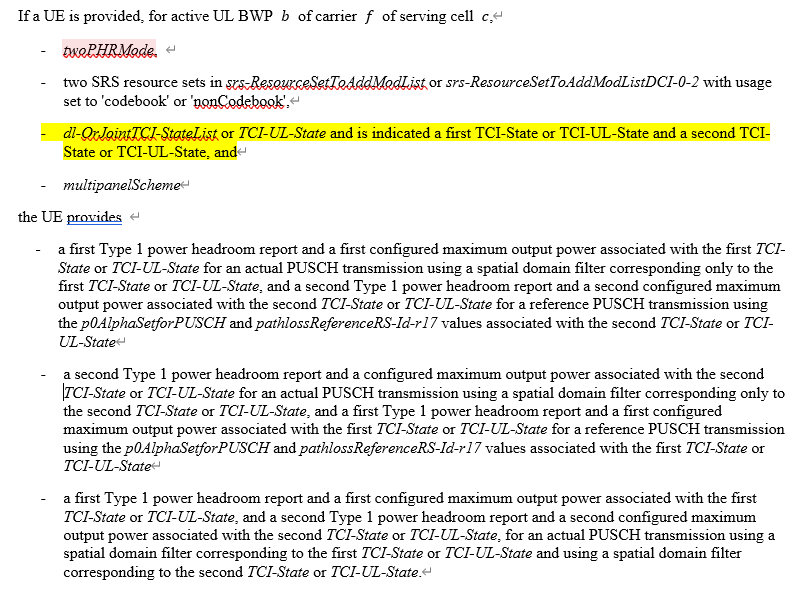 If a UE is provided, for active UL BWP b of carrier f of serving cell c,
- twoPHRMode,
- two SRS resource sets in srs-ResourceSetToAddModList or srs-ResourceSetToAddModListDCI-0-2 with usage
set to 'codebook' or 'nonCodebook',
- dl-OrJointTCI-StateList or TCI-UL-State and is indicated a first TCI-State or TCI-UL-State and a second TCI-
State or TCI-UL-State, and
- multipanelScheme
the UE provides
- a first Type 1 power headroom report and a first configured maximum output power associated with the first TCI-
State or TCI-UL-State for an actual PUSCH transmission using a spatial domain filter corresponding only to the
first TCI-State or TCI-UL-State, and a second Type 1 power headroom report and a second configured maximum
output power associated with the second TCI-State or TCI-UL-State for a reference PUSCH transmission using
the p0AlphaSetforPUSCH and pathlossReferenceRS-Id-r17 values associated with the second TCI-State or TCI-
UL-State
- a second Type 1 power headroom report and a configured maximum output power associated with the second
TCI-State or TCI-UL-State for an actual PUSCH transmission using a spatial domain filter corresponding only to
the second TCI-State or TCI-UL-State, and a first Type 1 power headroom report and a first configured
maximum output power associated with the first TCI-State or TCI-UL-State for a reference PUSCH transmission
using the p0AlphaSetforPUSCH and pathlossReferenceRS-Id-r17 values associated with the first TCI-State or
TCI-UL-State
- a first Type 1 power headroom report and a first configured maximum output power associated with the first
TCI-State or TCI-UL-State, and a second Type 1 power headroom report and a second configured maximum
output power associated with the second TCI-State or TCI-UL-State, for an actual PUSCH transmission using a
spatial domain filter corresponding to the first TCI-State or TCI-UL-State and using a spatial domain filter
corresponding to the second TCI-State or TCI-UL-State.